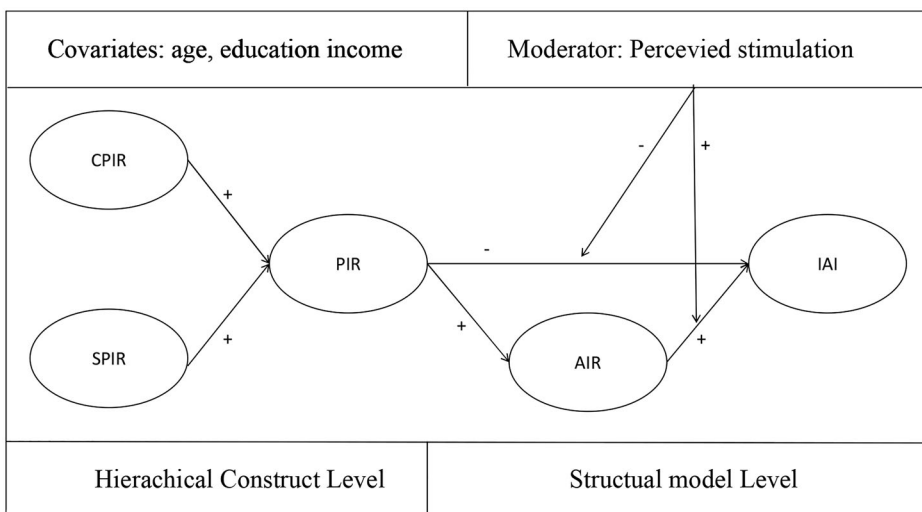 Covariates: age, education income
Moderator: Percevied stimulation
CPIR
-
+
+
PIR
-
IAI
+
+
+
SPIR
AIR
Hierachical Construct Level
Structual model Level